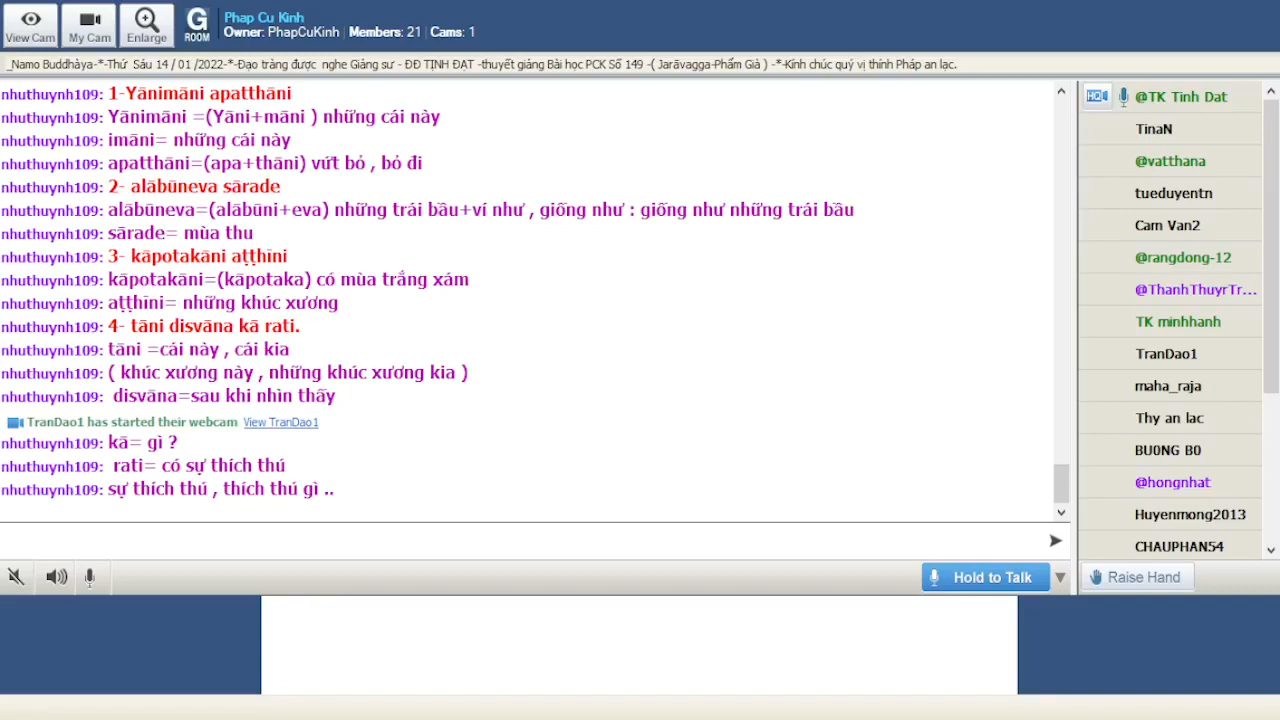 View Cam
My Cam
Enlarge
G
ROOM
Phap Cu Kinh
Owner: PhapCuKinh | Members: 21 | Cams: 1
_Namo Buddhàya-*-Thứ Sáu 14 / 01 /2022-*-Đạo tràng được nghe Giảng sư - ĐĐ TỊNH ĐẠT -thuyết giảng Bài học PCK Số 149 -( Jarāvagga-Phẩm Già ) -*-Kính chúc quý vị thính Pháp an lạc.
nhuthuynh109: 1-Yānimāni apatthāni
nhuthuynh109: Yānimāni =(Yāni+māni ) những cái này
nhuthuynh109: imāni= những cái này
nhuthuynh109: apatthāni=(apa+thāni) vứt bỏ , bỏ đi
nhuthuynh109: 2- alābūneva sārade
nhuthuynh109: alābūneva=(alābūni+eva) những trái bầu+ví như , giống như : giống như những trái bầu
nhuthuynh109: sārade= mùa thu
nhuthuynh109: 3- kāpotakāni aṭṭhīni
nhuthuynh109: kāpotakāni=(kāpotaka) có mùa trắng xám
nhuthuynh109: aṭṭhīni= những khúc xương
nhuthuynh109: 4- tāni disvāna kā rati.
nhuthuynh109: tāni =cái này , cái kia
nhuthuynh109: ( khúc xương này , những khúc xương kia )
nhuthuynh109: disvāna=sau khi nhìn thấy
TranDao1 has started their webcam View TranDao1
nhuthuynh109: kā= gì ?
nhuthuynh109: rati= có sự thích thú
nhuthuynh109: sự thích thú , thích thú gì ..
HQ
@TK Tinh Dat
TinaN
@vatthana
tueduyentn
Cam Van2
@rangdong-12
@ThanhThuyrTr...
TK minhhanh
TranDao1
maha_raja
Thy an lac
BU0NG B0
@hongnhat
Huyenmong2013
CHAUPHAN54
Hold to Talk
Raise Hand